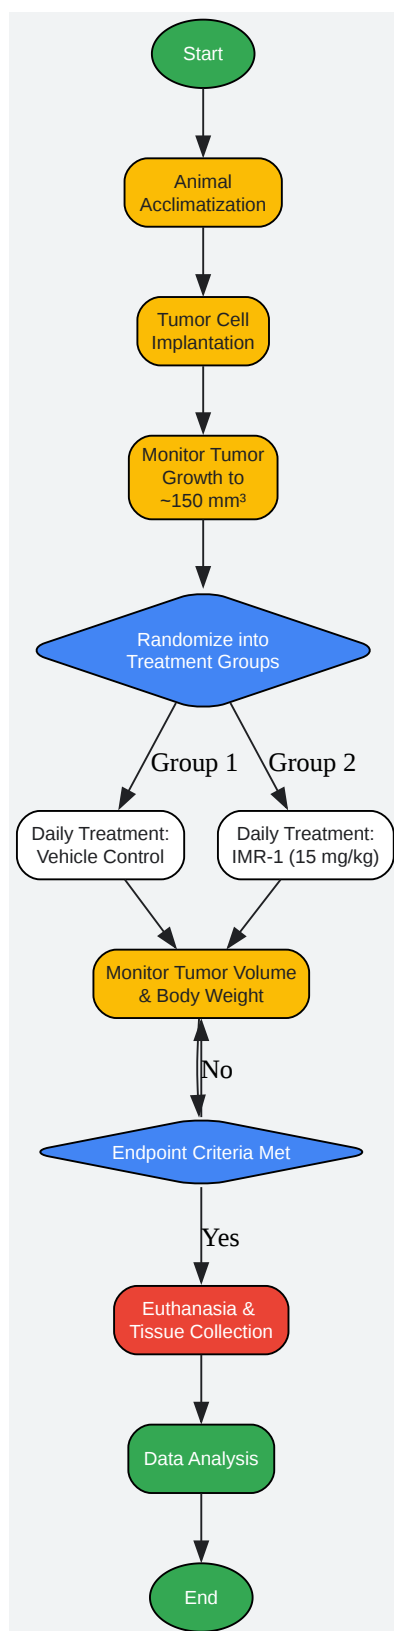 Start
Animal
Acclimatization
Tumor Cell
Implantation
Monitor Tumor
Growth to
~150 mm³
Randomize into
Treatment Groups
Group 1
Group 2
Daily Treatment:
Vehicle Control
Daily Treatment:
IMR-1 (15 mg/kg)
Monitor Tumor Volume
& Body Weight
No
Endpoint Criteria Met
Yes
Euthanasia &
Tissue Collection
Data Analysis
End